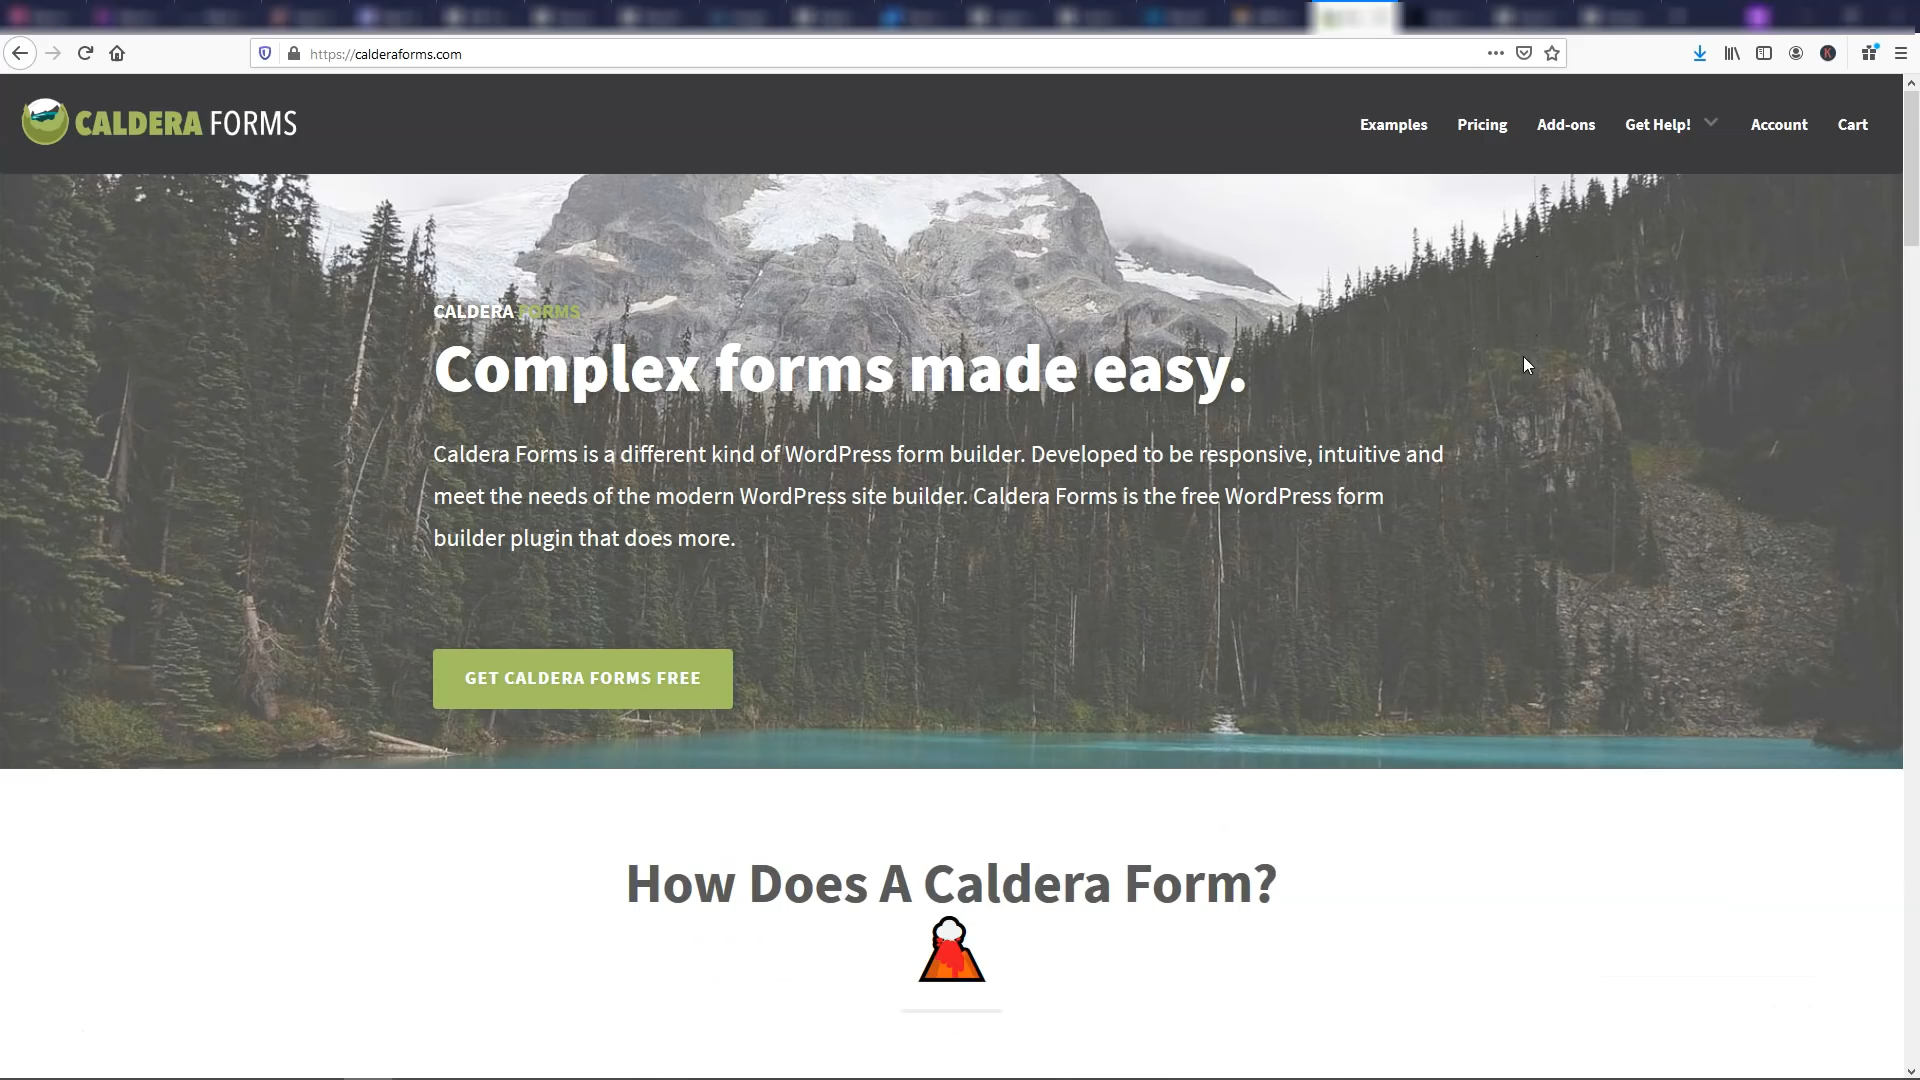 https://calderaforms.com
CALDERA FORMS
Examples
Pricing
Add-ons
Get Help!
Account
Cart
CALDERA FORMS
Complex forms made easy.
Caldera Forms is a different kind of WordPress form builder. Developed to be responsive, intuitive and
meet the needs of the modern WordPress site builder. Caldera Forms is the free WordPress form
builder plugin that does more.
GET CALDERA FORMS FREE
How Does A Caldera Form?